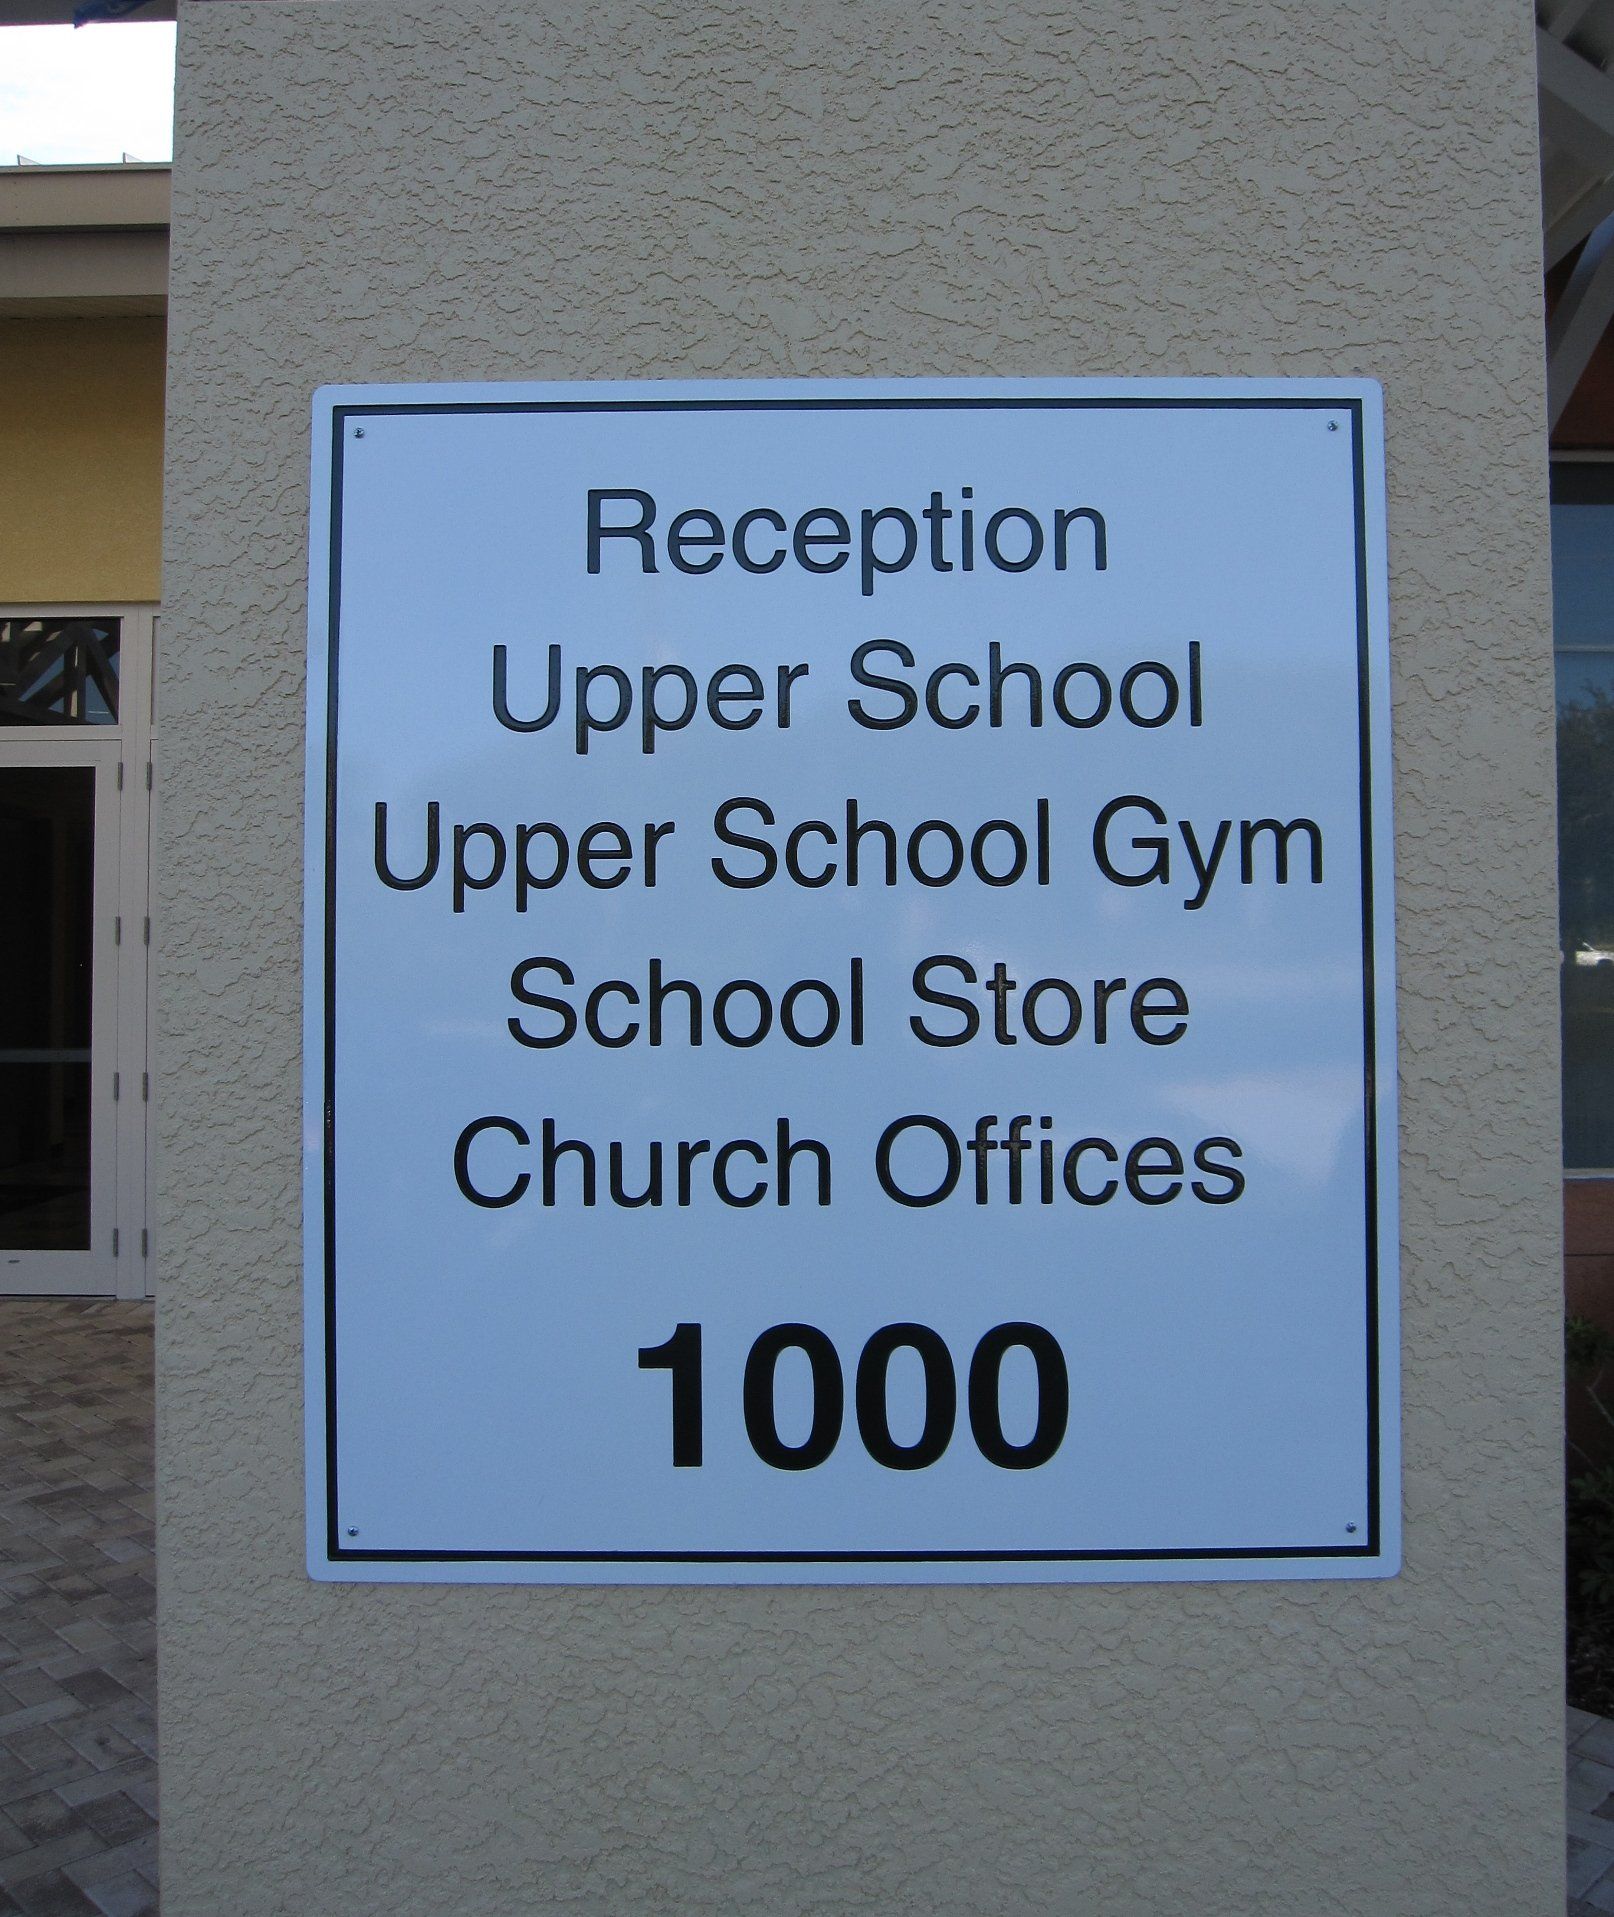 Reception
Upper School
Upper School Gym
School Store
Church Offices
1000